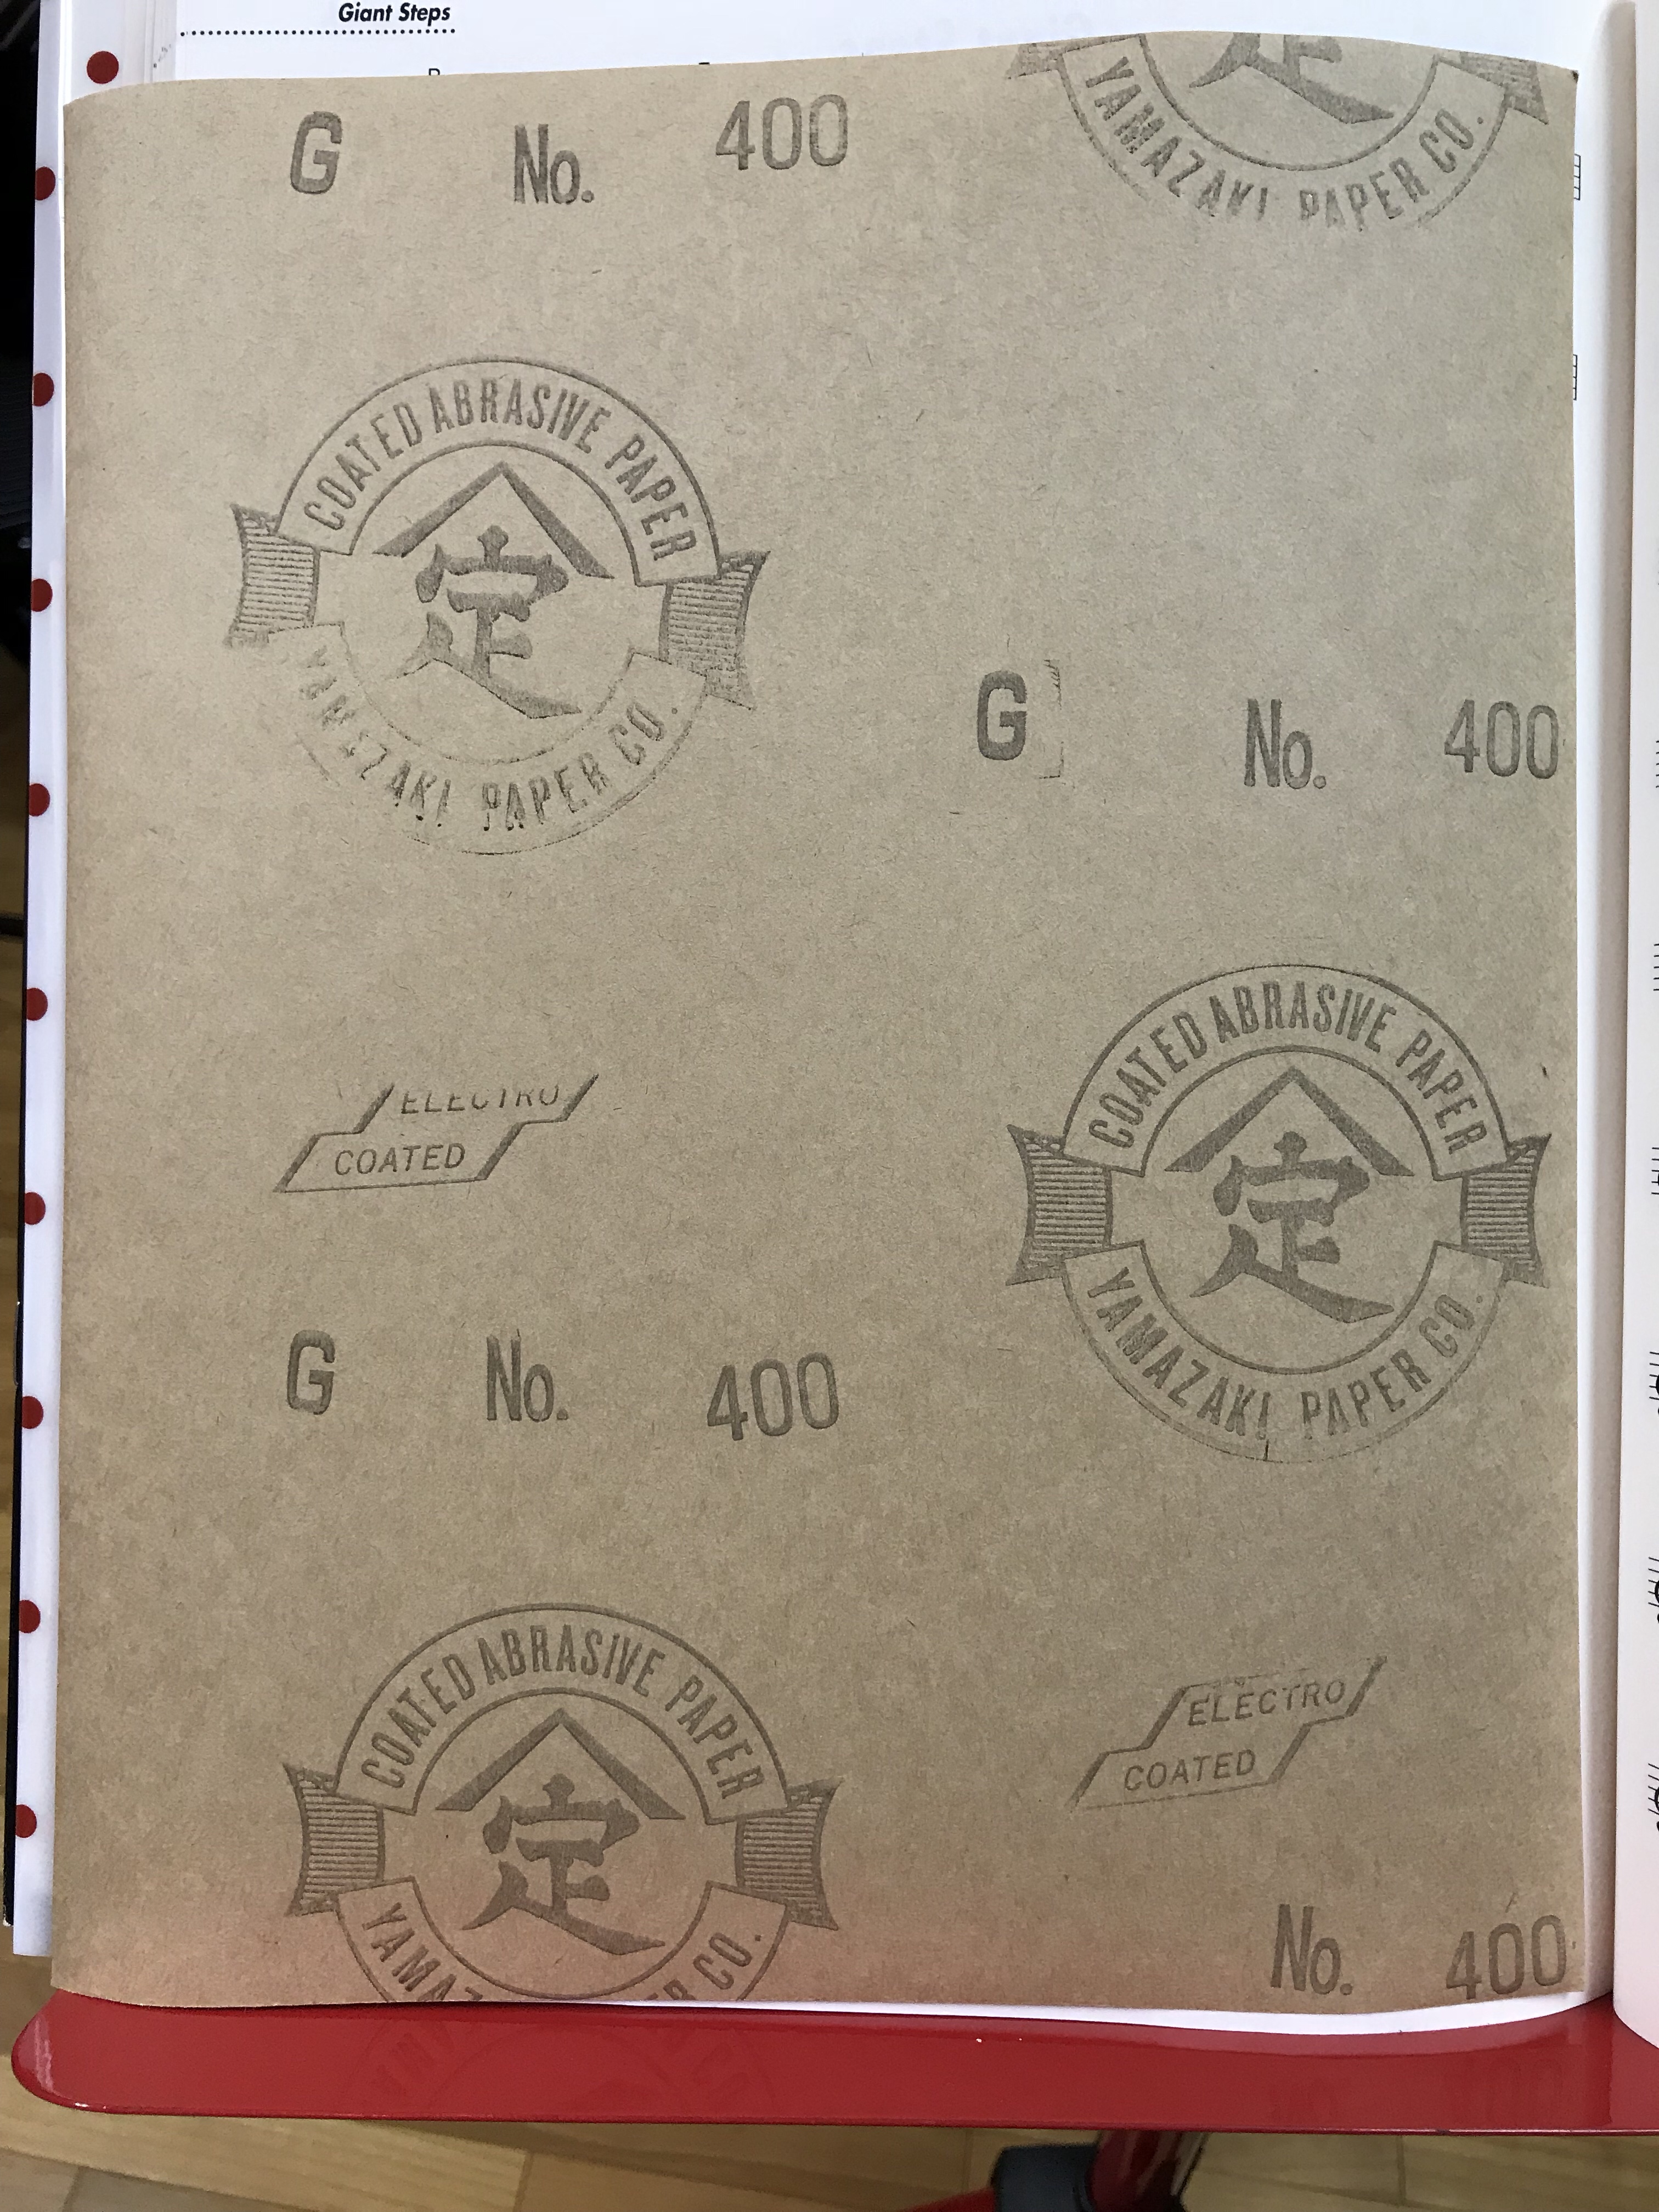 Giant Steps
G No. 400
YAMAZAKI PAPER CO.
COATED ABRASIVE PAPER
定
YAMAZAKI PAPER CO.
G No. 400
ELECTRO
COATED
COATED ABRASIVE PAPER
定
YAMAZAKI PAPER CO.
G No. 400
COATED ABRASIVE PAPER
定
CO.
ELECTRO
COATED
No. 400